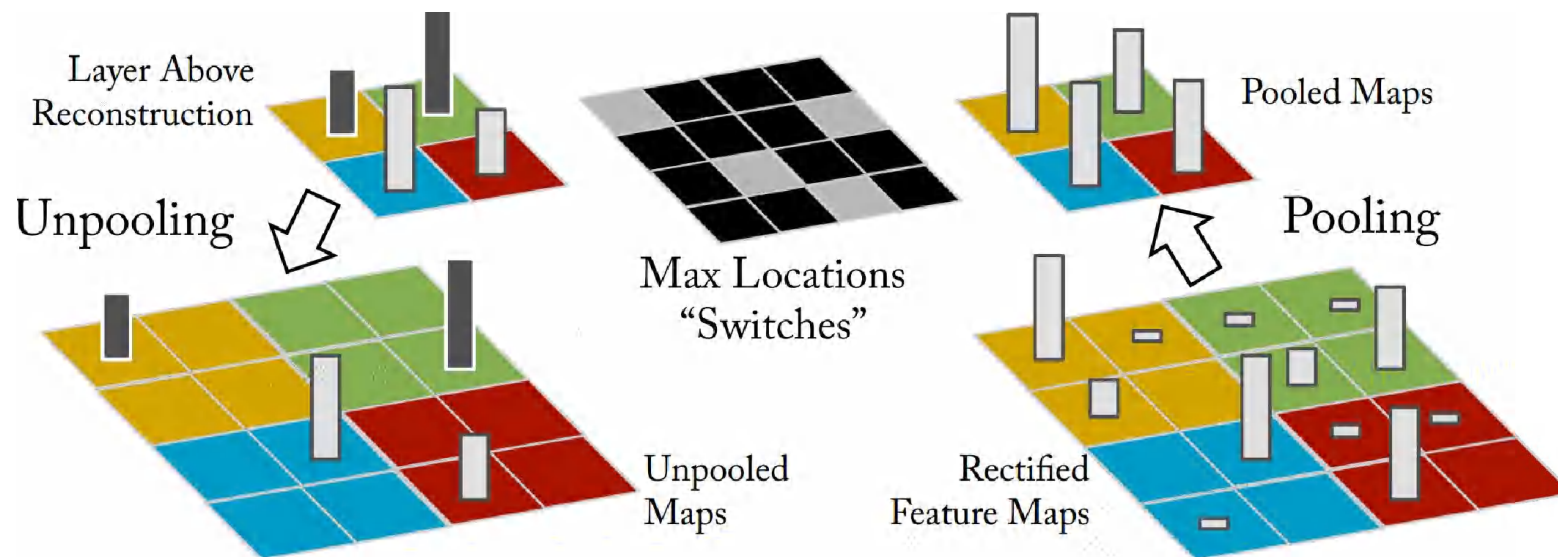 Layer Above
Reconstruction
Pooled Maps
Unpooling
Pooling
Max Locations
“Switches”
Unpooled
Maps
Rectified
Feature Maps